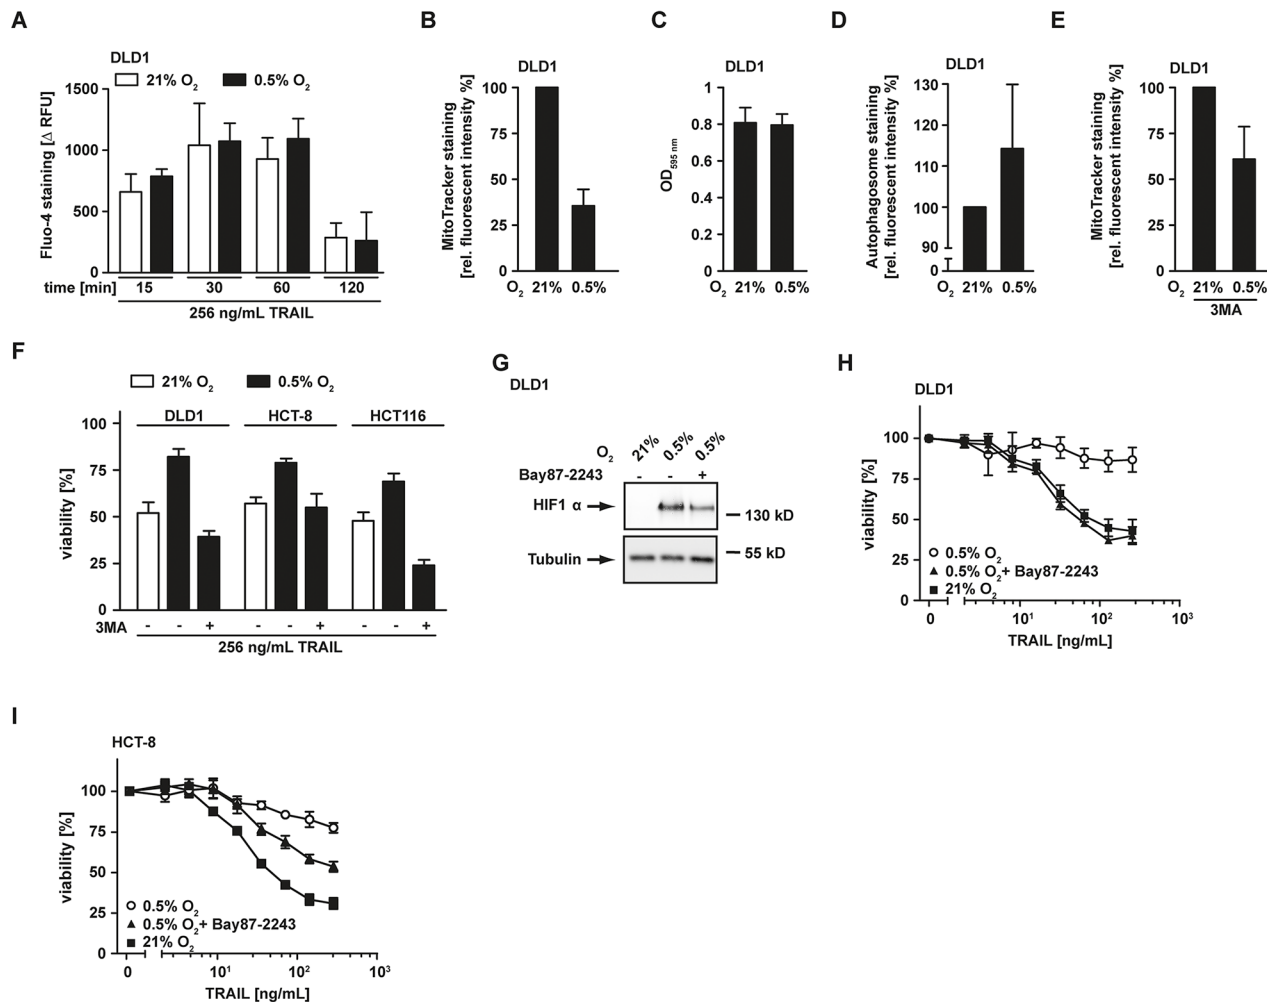 A
DLD1
21% O2 0.5% O2
Fluo-4 staining [△ RFU]
1500
1000
500
0
time [min] 15 30 60 120
256 ng/mL TRAIL
B
DLD1
MitoTracker staining
[rel. fluorescent intensity %]
100
75
50
25
0
O2 21% 0.5%
C
DLD1
OD595 nm
1
0.8
0.6
0.4
0.2
0
O2 21% 0.5%
D
DLD1
Autophagosome staining
[rel. fluorescent intensity %]
130
120
110
100
90
0
O2 21% 0.5%
E
DLD1
MitoTracker staining
[rel. fluorescent intensity %]
100
75
50
25
0
O2 21% 0.5%
3MA
F
21% O2 0.5% O2
DLD1 HCT-8 HCT116
viability [%]
100
75
50
25
0
3MA - - + - - + - - +
256 ng/mL TRAIL
G
DLD1
O2 21% 0.5% 0.5%
Bay87-2243 - - +
HIF1 α
130 kD
Tubulin
55 kD
H
DLD1
viability [%]
100
75
50
25
0
0.5% O2
0.5% O2+ Bay87-2243
21% O2
0 101 102 103
TRAIL [ng/mL]
I
HCT-8
viability [%]
100
75
50
25
0
0.5% O2
0.5% O2+ Bay87-2243
21% O2
0 101 102 103
TRAIL [ng/mL]